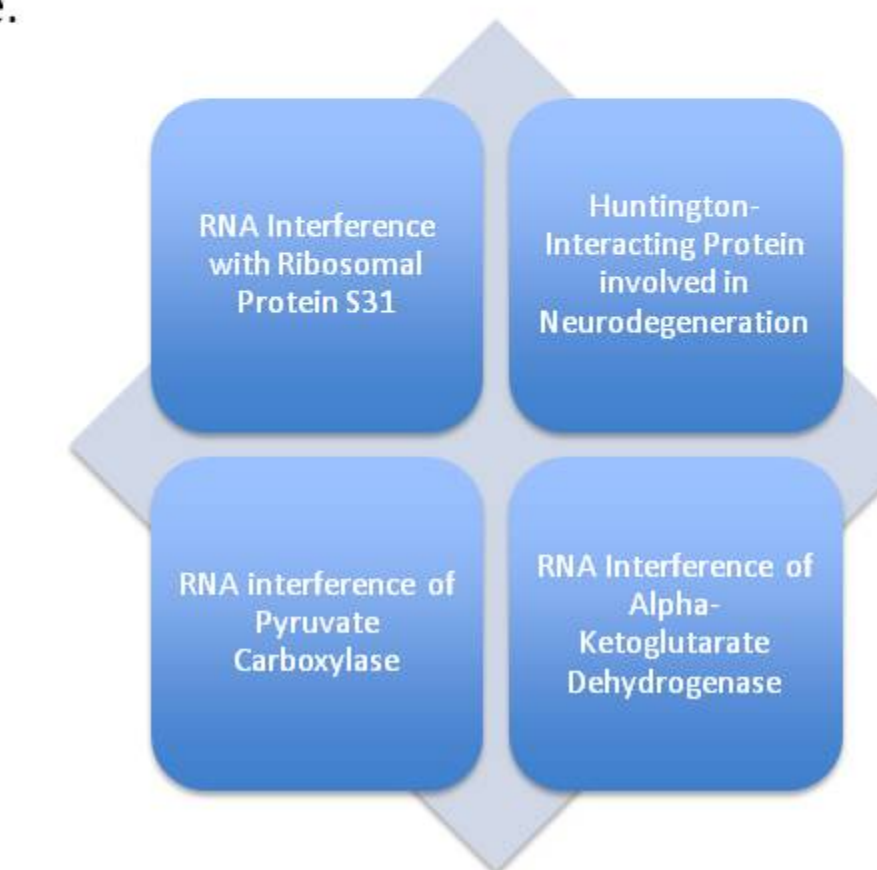 e.
RNA Interference
with Ribosomal
Protein S31
Huntington-
Interacting Protein
involved in
Neurodegeneration
RNA interference of
Pyruvate
Carboxylase
RNA Interference of
Alpha-
Ketoglutarate
Dehydrogenase